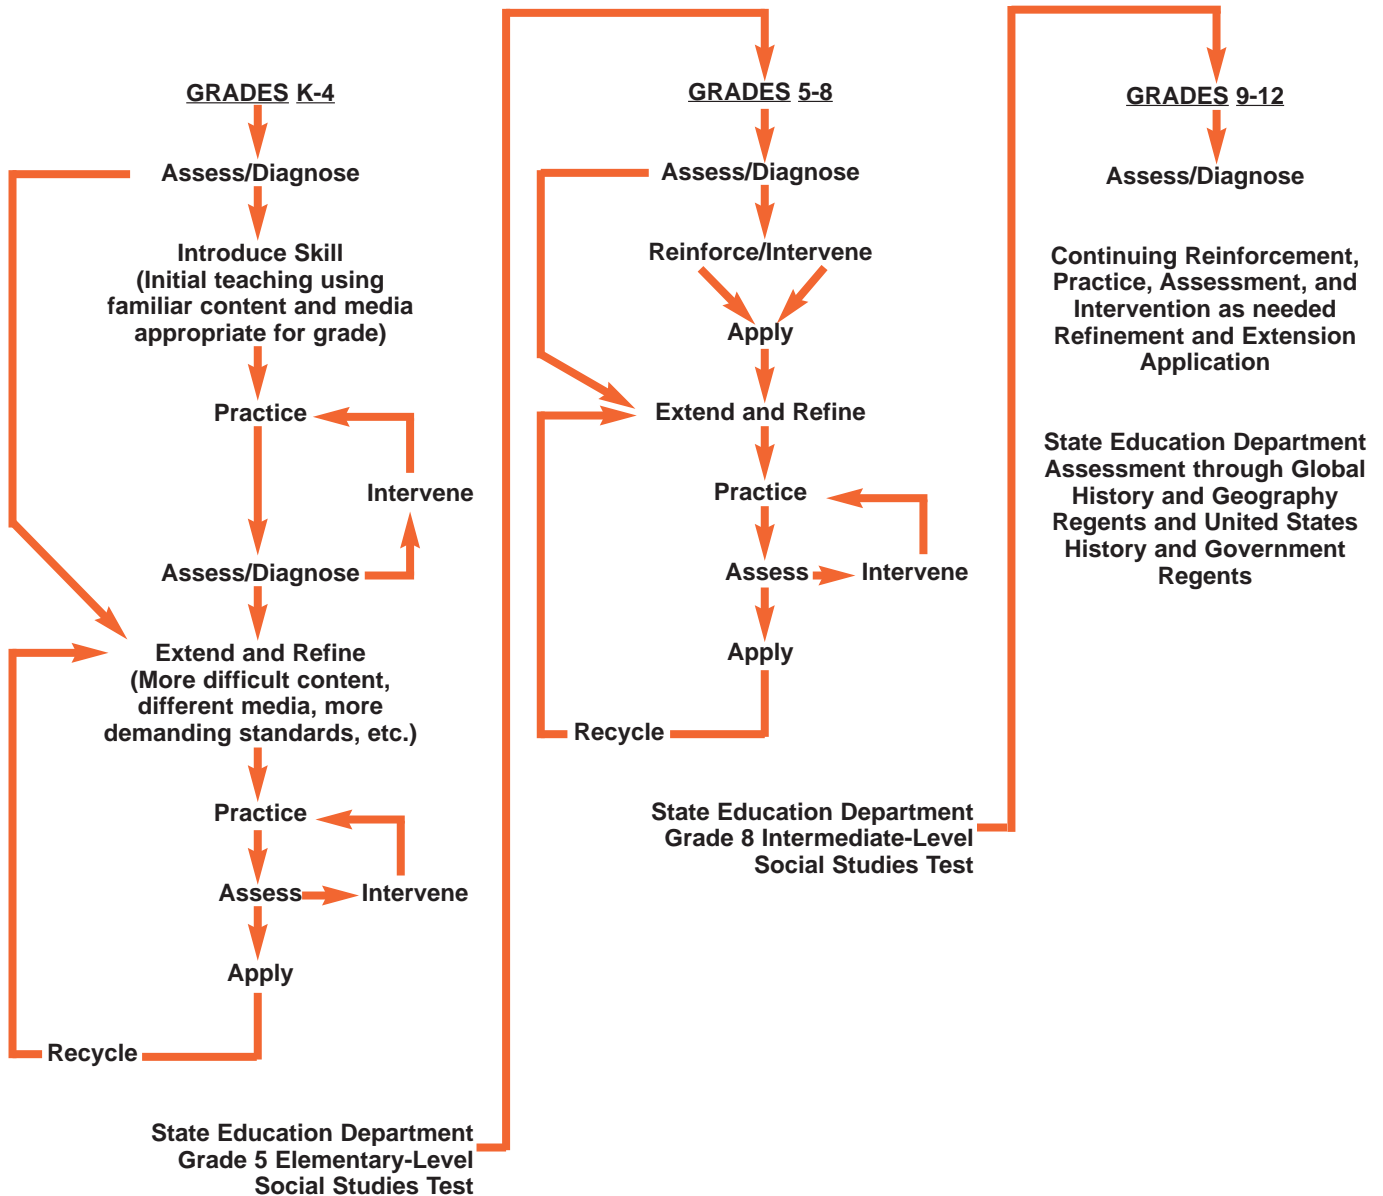 GRADES K-4
Assess/Diagnose
Introduce Skill
(Initial teaching using
familiar content and media
appropriate for grade)
Practice
Intervene
Assess/Diagnose
Extend and Refine
(More difficult content,
different media, more
demanding standards, etc.)
Practice
Assess
Intervene
Apply
Recycle
State Education Department
Grade 5 Elementary-Level
Social Studies Test
GRADES 5-8
Assess/Diagnose
Reinforce/Intervene
Apply
Extend and Refine
Practice
Assess
Intervene
Apply
Recycle
State Education Department
Grade 8 Intermediate-Level
Social Studies Test
GRADES 9-12
Assess/Diagnose
Continuing Reinforcement,
Practice, Assessment, and
Intervention as needed
Refinement and Extension
Application
State Education Department
Assessment through Global
History and Geography
Regents and United States
History and Government
Regents